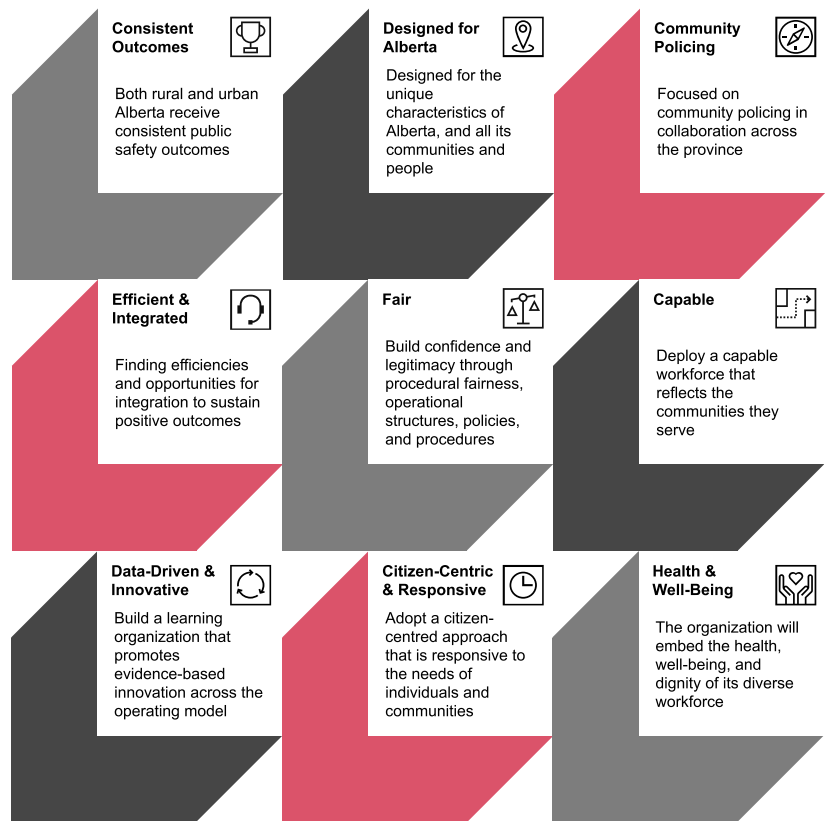 Consistent
Outcomes
Both rural and urban
Alberta receive
consistent public
safety outcomes
Designed for
Alberta
Designed for the
unique
characteristics of
Alberta, and all its
communities and
people
Community
Policing
Focused on
community policing in
collaboration across
the province
Efficient &
Integrated
Finding efficiencies
and opportunities for
integration to sustain
positive outcomes
Fair
Build confidence and
legitimacy through
procedural fairness,
operational
structures, policies,
and procedures
Capable
Deploy a capable
workforce that
reflects the
communities they
serve
Data-Driven &
Innovative
Build a learning
organization that
promotes
evidence-based
innovation across the
operating model
Citizen-Centric
& Responsive
Adopt a citizen-
centred approach
that is responsive to
the needs of
individuals and
communities
Health &
Well-Being
The organization will
embed the health,
well-being, and
dignity of its diverse
workforce